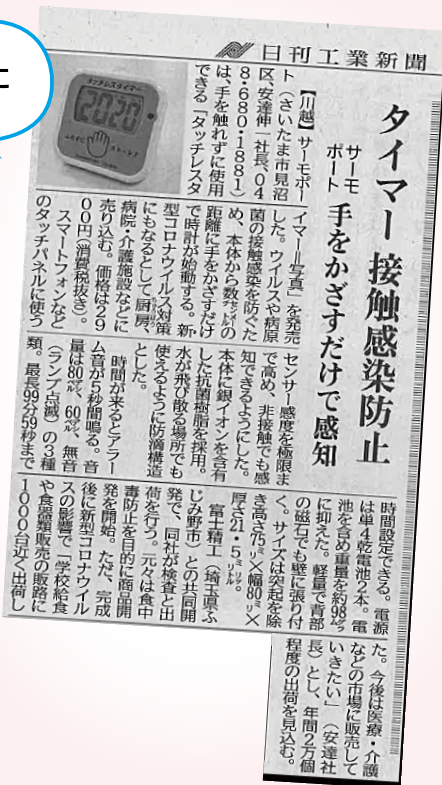 に
日刊工業新聞
タイマー 接触感染防止
サーモ
ポート
手をかざすだけで感知
タッチレスタイマー
2020
ふれずに
スタート!
【川越】サーモポー
ト（さいたま市見沼
区、安達伸一社長、04
8・680・1881）
は、手を触れずに使用
できる「タッチレスタ
イマー＝写真」を発売
した。ウイルスや病原
菌の接触感染を防ぐた
め、本体から数センチメートルの
距離に手をかざすだけ
で時計が始動する。新
型コロナウイルス対策
にもなるとして厨房、
病院・介護施設などに
売り込む。価格は29
00円（消費税抜き）。
スマートフォンなど
のタッチパネルに使う
センサー感度を極限ま
で高め、非接触でも感
知できるようにした。
本体に銀イオンを含有
した抗菌樹脂を採用。
水が飛び散る場所でも
使えるように防滴構造
とした。
時間が来るとアラー
ム音が5秒間鳴る。音
量は80デシベル、60デシベル、無音
（ランプ点滅）の3種
類。最長99分59秒まで
時間設定できる。電源
は単4乾電池2本。電
池を含め重量を約98グラム
に抑えた。軽量で背部
の磁石でも壁に張り付
く。サイズは突起を除
き高さ75ミリ×幅80ミリ×
厚さ21・5ミリメートル。
富士精工（埼玉県ふ
じみ野市）との共同開
発で、同社が検査と出
荷を行う。元々は食中
毒防止を目的に商品開
発を開始。ただ、完成
後に新型コロナウイル
スの影響で「学校給食
や食器類販売の販路に
1000台近く出荷し
た。今後は医療・介護
などの市場に販売して
いきたい」（安達社
長）とし、年間2万個
程度の出荷を見込む。